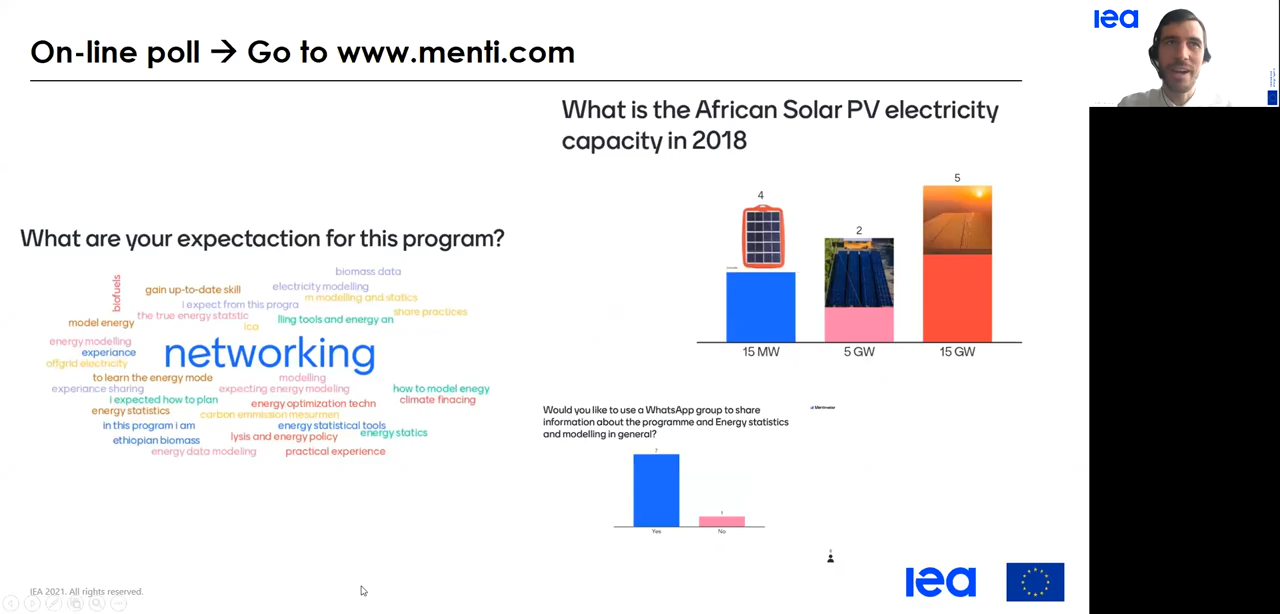 On-line poll → Go to www.menti.com
iea
What is the African Solar PV electricity
capacity in 2018
4
2
5
15 MW
5 GW
15 GW
What are your expectaction for this program?
biomass data
biofuels
gain up-to-date skill
electricity modelling
i expect from this progra
m modelling and statics
the true energy statstic
share practices
model energy
ica
lling tools and energy an
energy modelling
networking
experiance
offgrid electricity
to learn the energy mode
modelling
experiance sharing
expecting energy modeling
how to model enegy
i expected how to plan
energy optimization techn
climate finacing
energy statistics
carbon emmission mesurmen
in this program i am
energy statistical tools
ethiopian biomass
lysis and energy policy
energy statics
energy data modeling
practical experience
Would you like to use a WhatsApp group to share
information about the programme and Energy statistics
and modelling in general?
Mentimeter
7
1
Yes
No
IEA 2021. All rights reserved.
iea